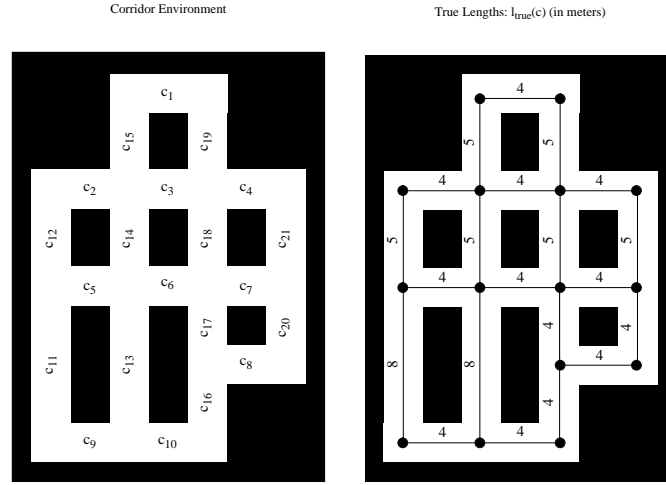 Corridor Environment
c1
c15
c19
c2
c3
c4
c12
c14
c18
c21
c5
c6
c7
c17
c20
c11
c13
c8
c16
c9
c10
True Lengths: ltrue(c) (in meters)
4
5
5
4
4
4
5
5
5
5
4
4
4
4
4
8
8
4
4
4
4